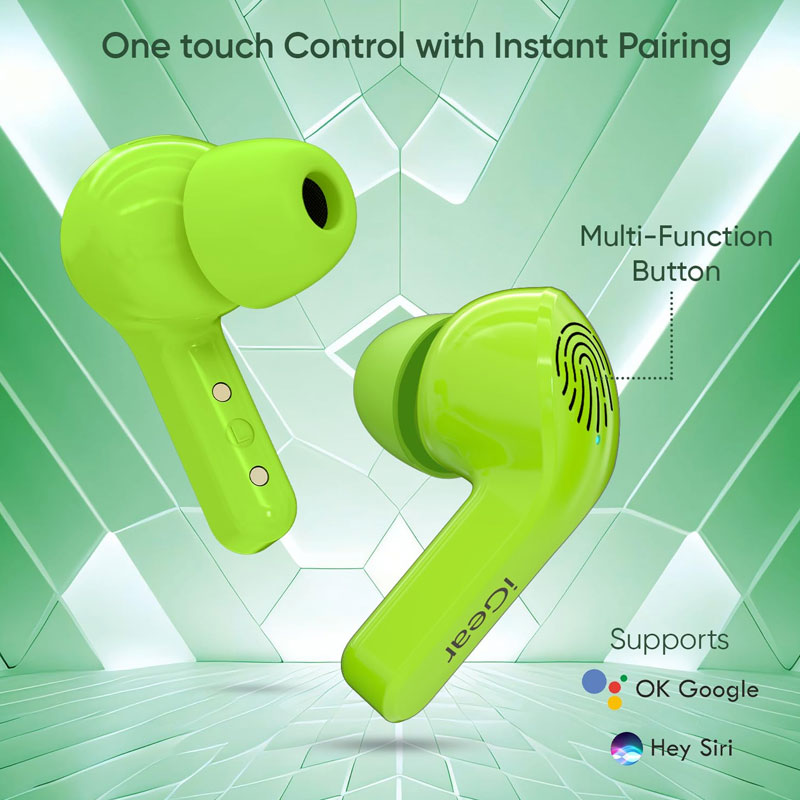 One touch Control with Instant Pairing
Multi-Function
Button
iGear
Supports
OK Google
Hey Siri